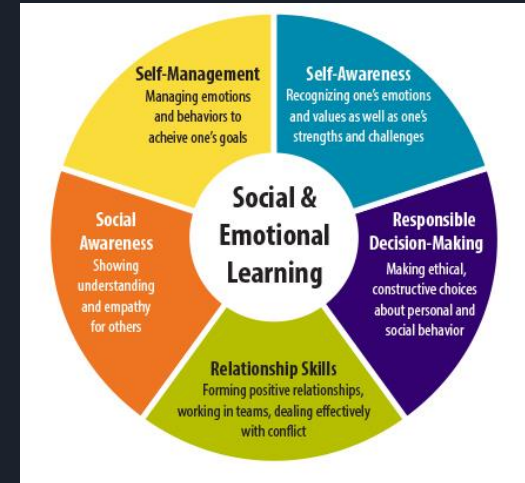 Self-Management
Managing emotions
and behaviors to
acheive one's goals
Self-Awareness
Recognizing one's emotions
and values as well as one's
strengths and challenges
Social
Awareness
Showing
understanding
and empathy
for others
Social &
Emotional
Learning
Responsible
Decision-Making
Making ethical,
constructive choices
about personal and
social behavior
Relationship Skills
Forming positive relationships,
working in teams, dealing effectively
with conflict